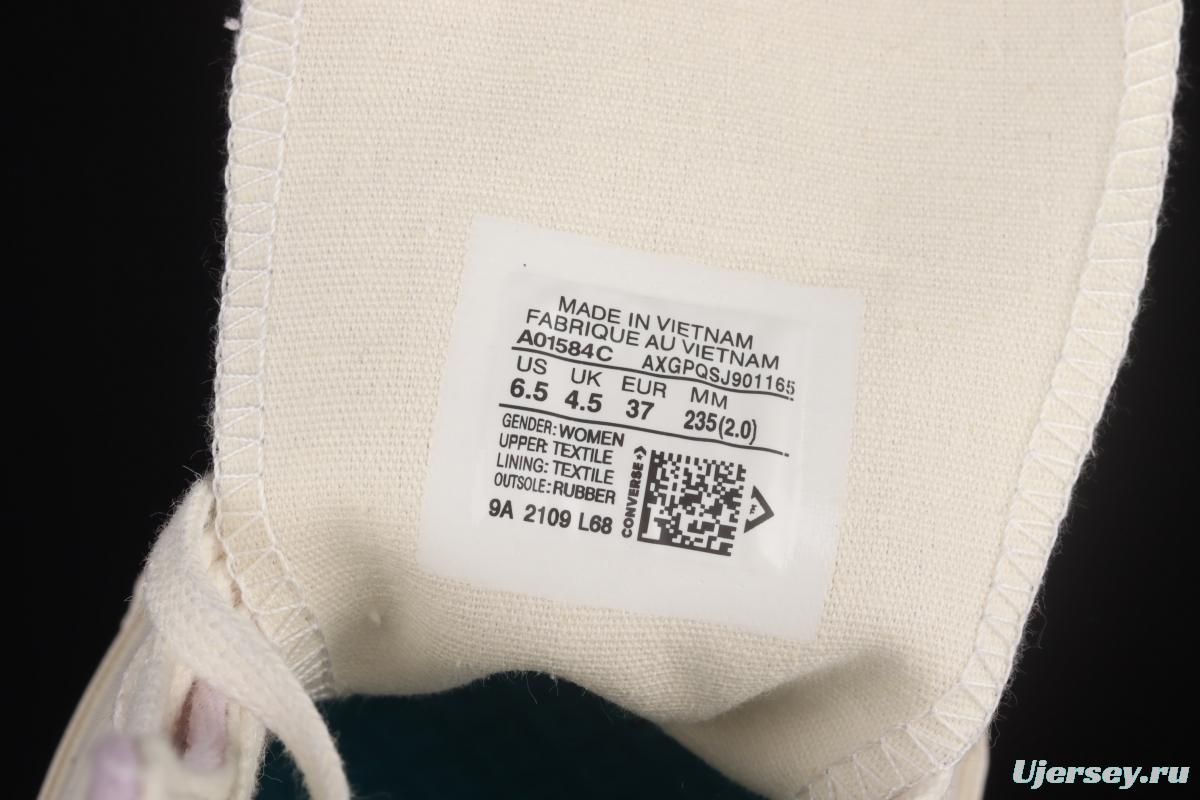 MADE IN VIETNAM
FABRIQUE AU VIETNAM
A01584C AXGPQSJ901165
US UK EUR MM
6.5 4.5 37 235(2.0)
GENDER: WOMEN
UPPER: TEXTILE
LINING: TEXTILE
OUTSOLE: RUBBER
9A 2109 L68
CONVERSE
TM
Ujersey.ru